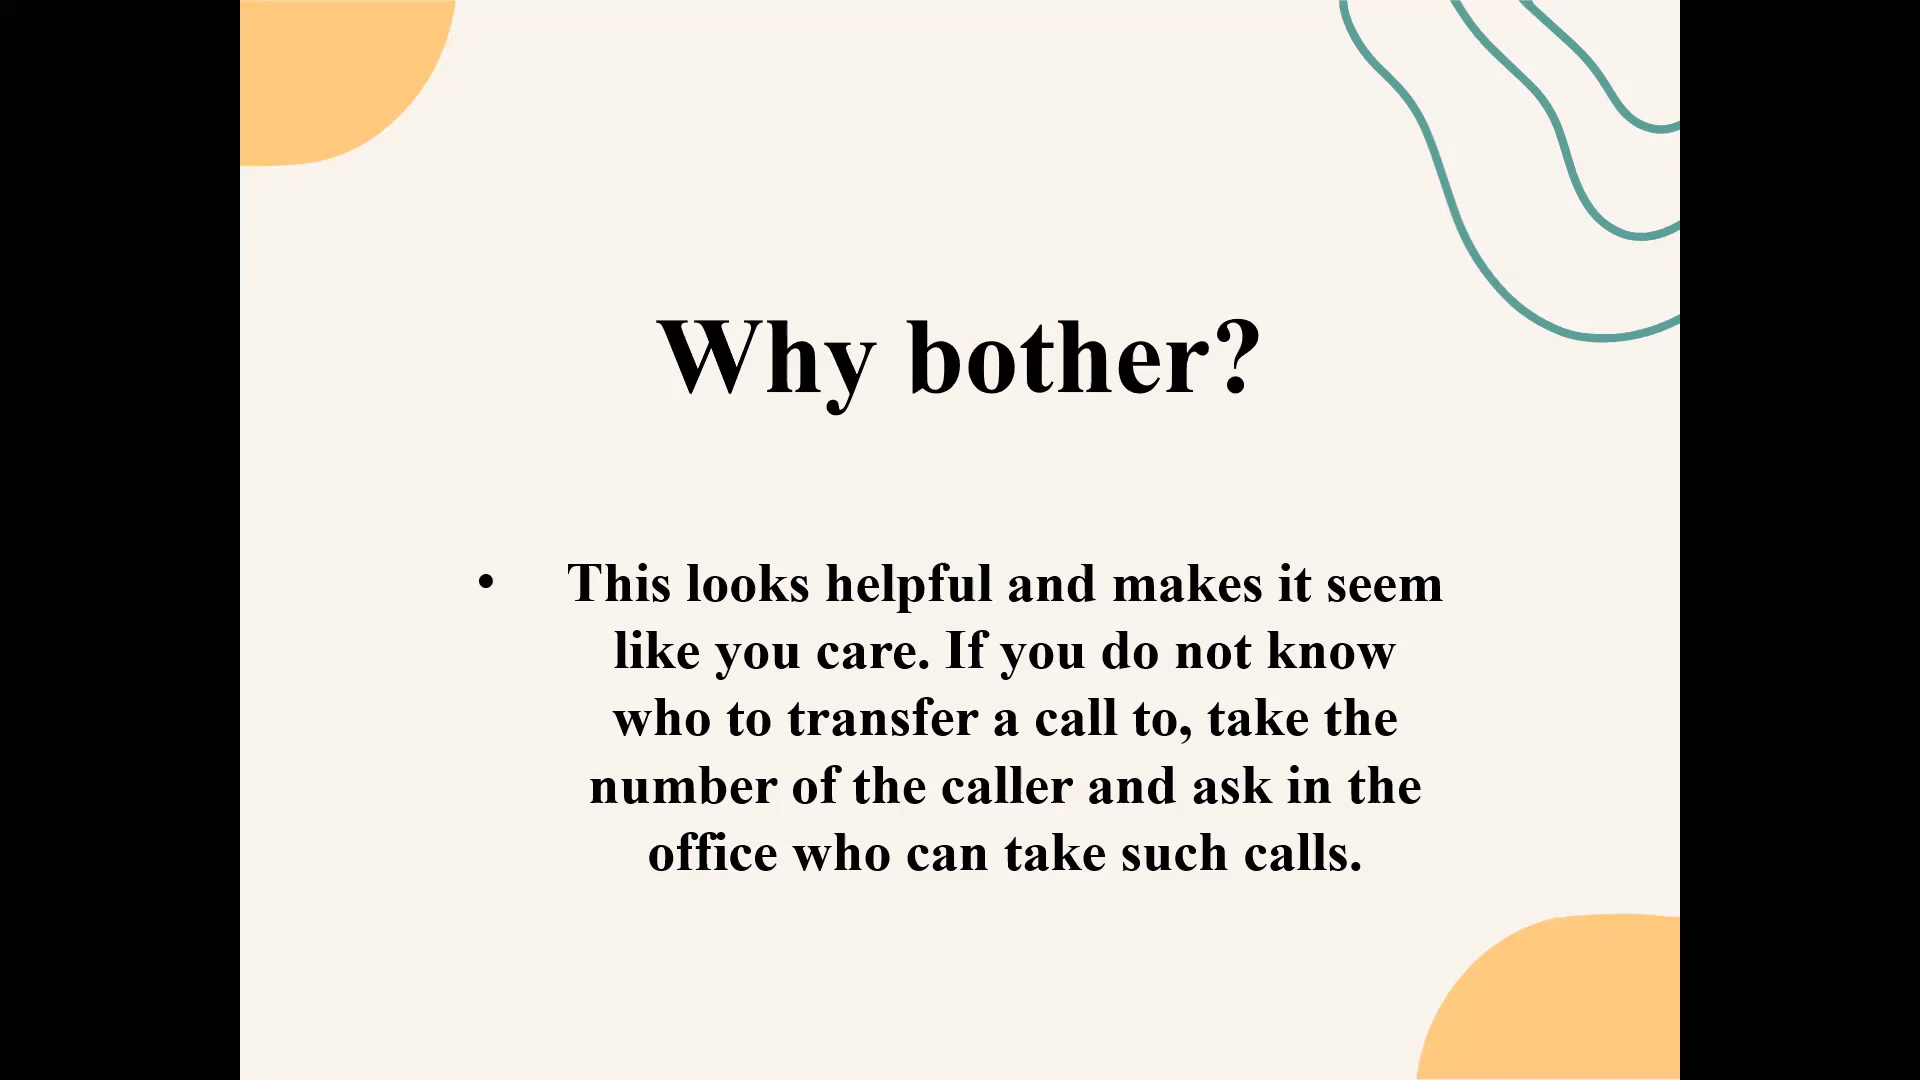 Why bother?
• This looks helpful and makes it seem
like you care. If you do not know
who to transfer a call to, take the
number of the caller and ask in the
office who can take such calls.